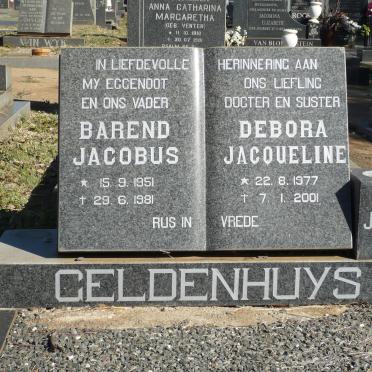 ANNA CATHARINA
MARGARETHA
IN LIEFDEVOLLE
MY EGGENOOT
EN ONS VADER
BAREND
JACOBUS
* 15. 9. 1951
† 29. 6. 1981
RUS IN
HERINNERING AAN
ONS LIEFLING
DOGTER EN SUSTER
DEBORA
JACQUELINE
* 22. 8. 1977
† 7. 1. 2001
VREDE
GELDENHUYS